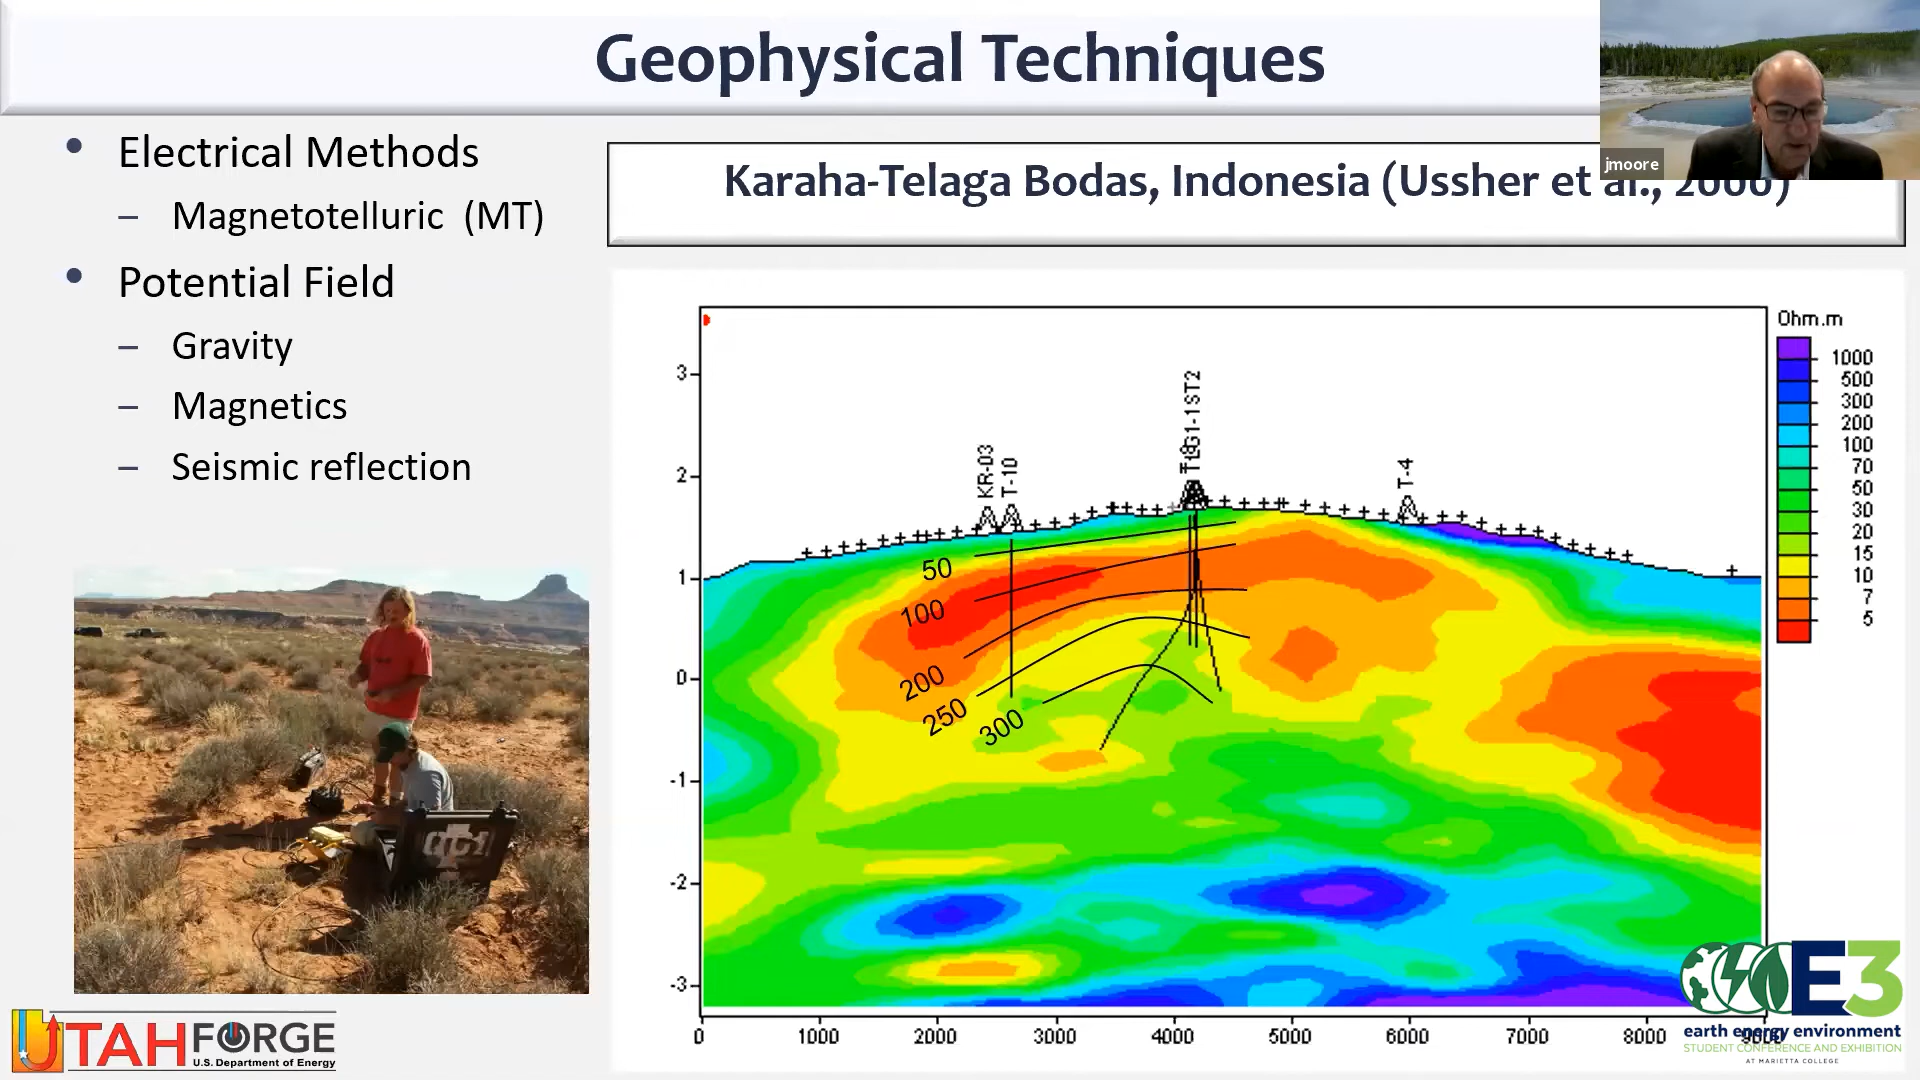 Geophysical Techniques
jmoore
• Electrical Methods
– Magnetotelluric (MT)
• Potential Field
– Gravity
– Magnetics
– Seismic reflection
Karaha-Telaga Bodas, Indonesia (Ussher et al., 2000)
Ohm.m
1000
500
300
200
100
70
50
30
20
15
10
7
5
3
2
1
0
-1
-2
-3
KR-03
T-10
T-4
50
100
200
250
300
0 1000 2000 3000 4000 5000 6000 7000 8000
UTAH FORGE
U.S. Department of Energy
E3
earth energy environment
STUDENT CONFERENCE AND EXHIBITION
AT MARIETTA COLLEGE